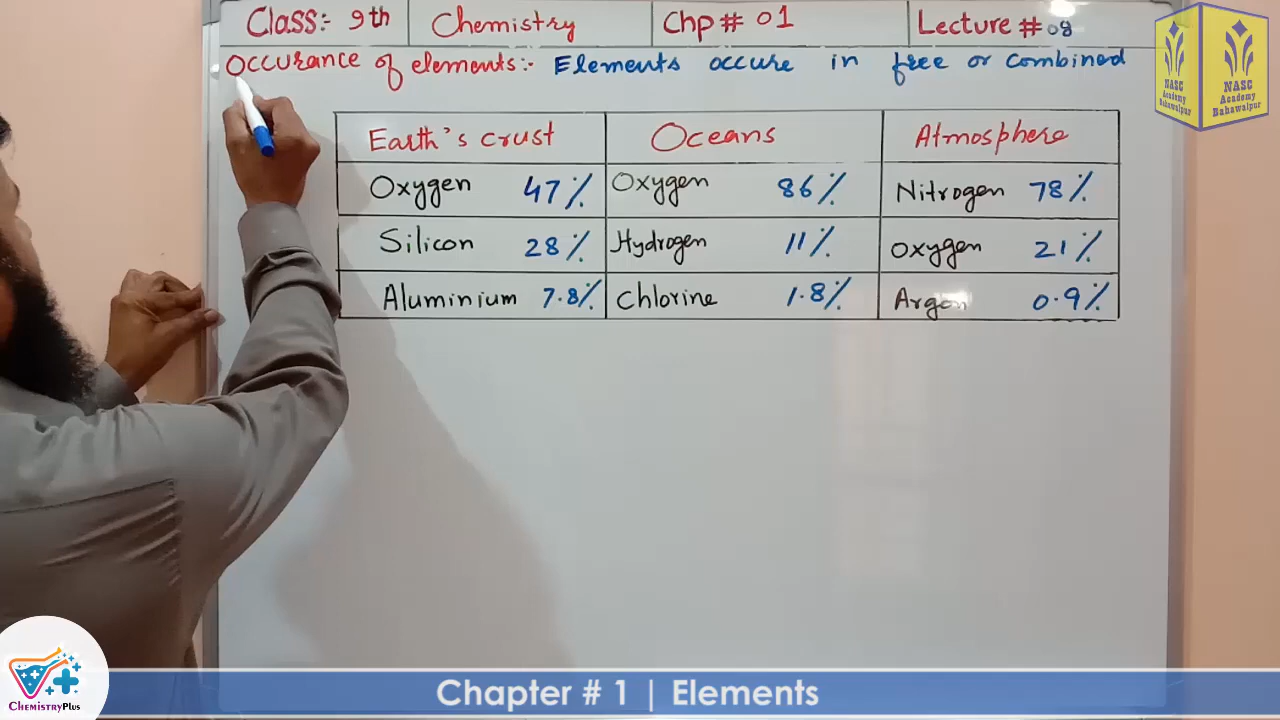 Class:- 9th Chemistry Chp # 01 Lecture # 08
Occurance of elements:- Elements occure in free or combined
Earth's crust Oceans Atmosphere
Oxygen 47% Oxygen 86% Nitrogen 78%
Silicon 28% Hydrogen 11% Oxygen 21%
Aluminium 7.8% Chlorine 1.8% Argon 0.9%
NASC Academy Bahawalpur
NASC Academy Bahawalpur
ChemistryPlus
Chapter # 1 | Elements